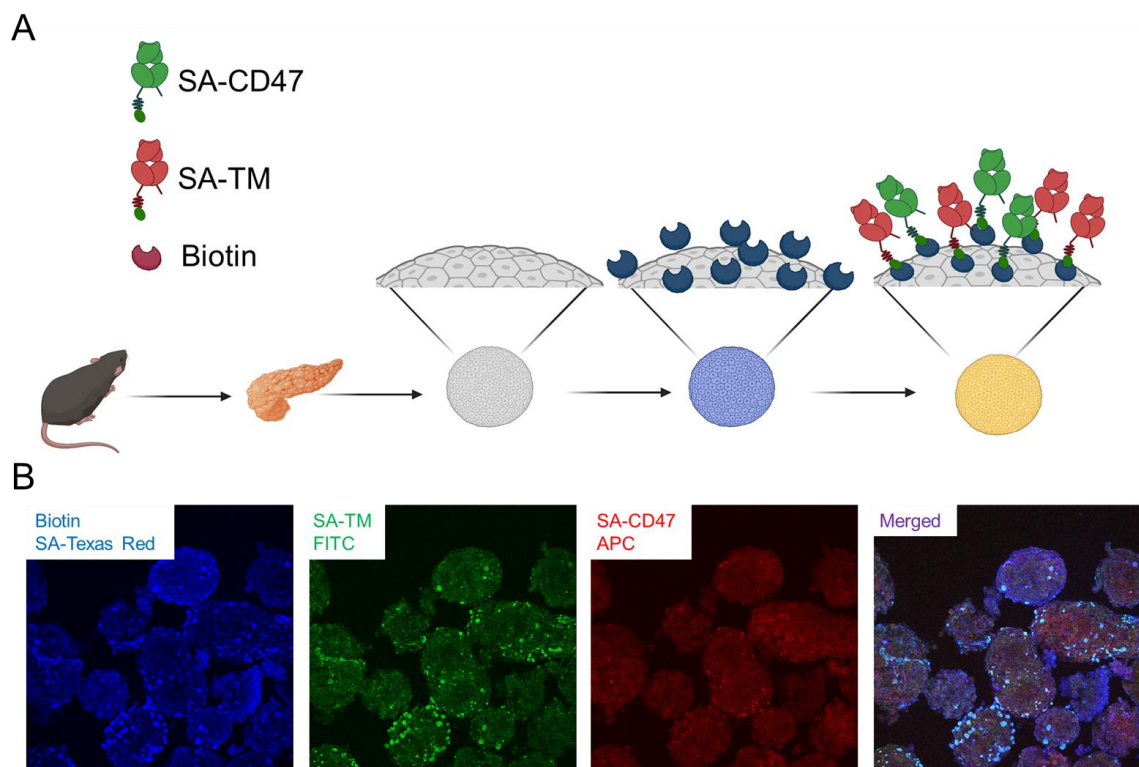 A
SA-CD47
SA-TM
Biotin
B
Biotin
SA-Texas Red
SA-TM
FITC
SA-CD47
APC
Merged